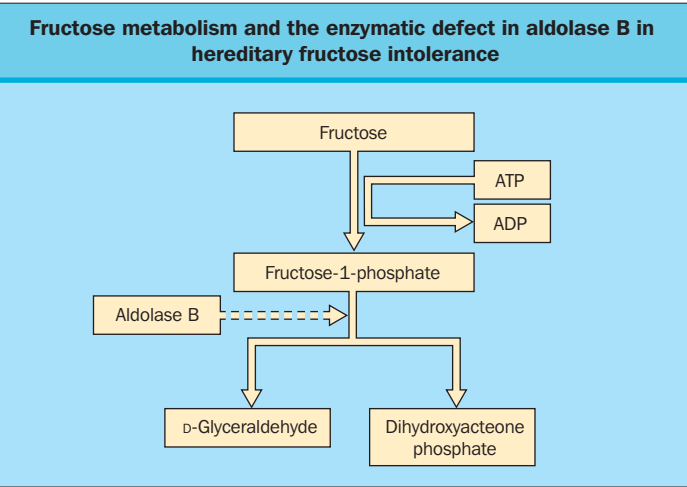 Fructose metabolism and the enzymatic defect in aldolase B in
hereditary fructose intolerance
Fructose
ATP
ADP
Fructose-1-phosphate
Aldolase B
D-Glyceraldehyde
Dihydroxyacteone
phosphate